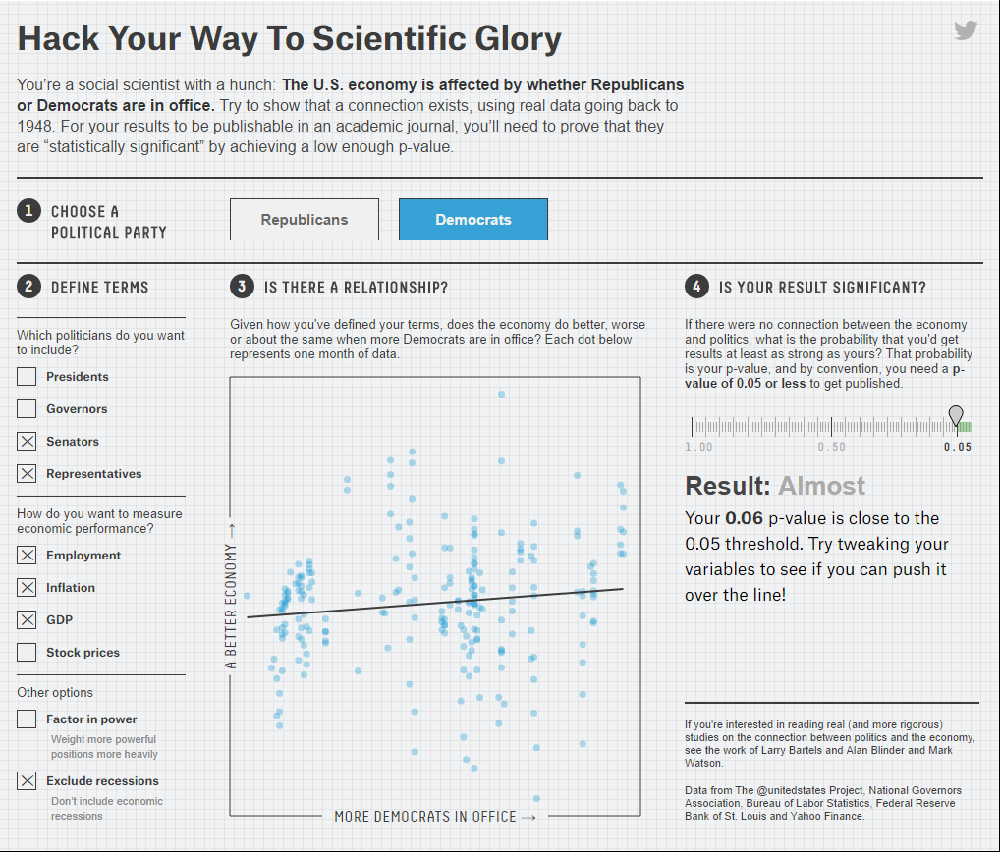 Hack Your Way To Scientific Glory
You’re a social scientist with a hunch: The U.S. economy is affected by whether Republicans
or Democrats are in office. Try to show that a connection exists, using real data going back to
1948. For your results to be publishable in an academic journal, you’ll need to prove that they
are “statistically significant” by achieving a low enough p-value.
1 CHOOSE A
POLITICAL PARTY
Republicans
Democrats
2 DEFINE TERMS
Which politicians do you want
to include?
Presidents
Governors
Senators
Representatives
How do you want to measure
economic performance?
Employment
Inflation
GDP
Stock prices
Other options
Factor in power
Weight more powerful
positions more heavily
Exclude recessions
Don’t include economic
recessions
3 IS THERE A RELATIONSHIP?
Given how you’ve defined your terms, does the economy do better, worse
or about the same when more Democrats are in office? Each dot below
represents one month of data.
A BETTER ECONOMY →
MORE DEMOCRATS IN OFFICE →
4 IS YOUR RESULT SIGNIFICANT?
If there were no connection between the economy
and politics, what is the probability that you’d get
results at least as strong as yours? That probability
is your p-value, and by convention, you need a p-
value of 0.05 or less to get published.
1.00 0.50 0.05
Result: Almost
Your 0.06 p-value is close to the
0.05 threshold. Try tweaking your
variables to see if you can push it
over the line!
If you’re interested in reading real (and more rigorous)
studies on the connection between politics and the economy,
see the work of Larry Bartels and Alan Blinder and Mark
Watson.
Data from The @unitedstates Project, National Governors
Association, Bureau of Labor Statistics, Federal Reserve
Bank of St. Louis and Yahoo Finance.